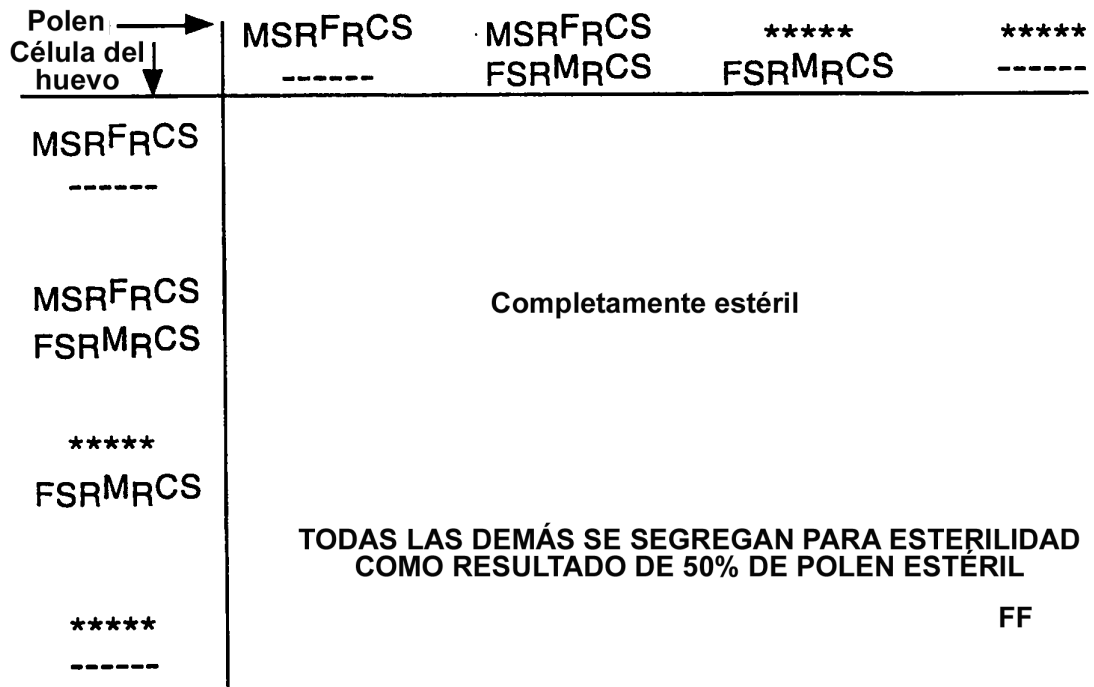 Polen MSRFRCS MSRFRCS ***** *****
Célula del huevo ------ FSRMRCS FSRMRCS ------
MSRFRCS
------
MSRFRCS Completamente estéril
FSRMRCS
*****
FSRMRCS
TODAS LAS DEMÁS SE SEGREGAN PARA ESTERILIDAD
COMO RESULTADO DE 50% DE POLEN ESTÉRIL
***** FF
------